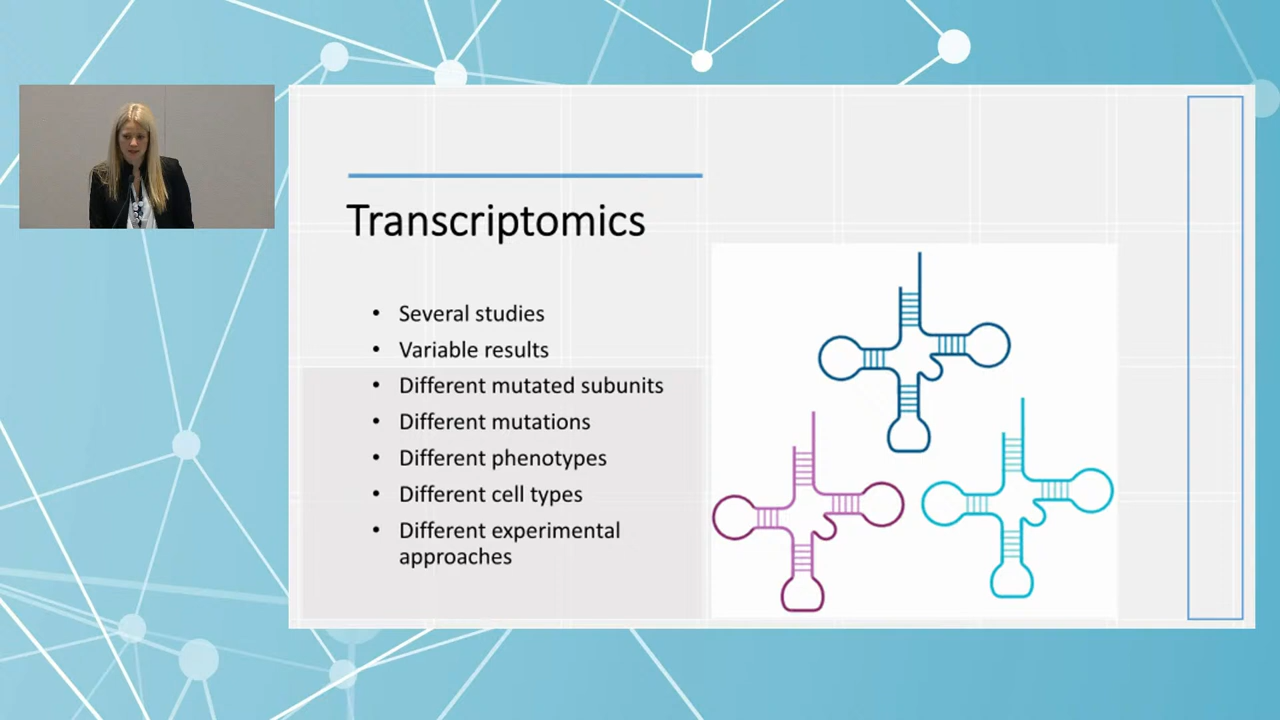 Transcriptomics
• Several studies
• Variable results
• Different mutated subunits
• Different mutations
• Different phenotypes
• Different cell types
• Different experimental
approaches